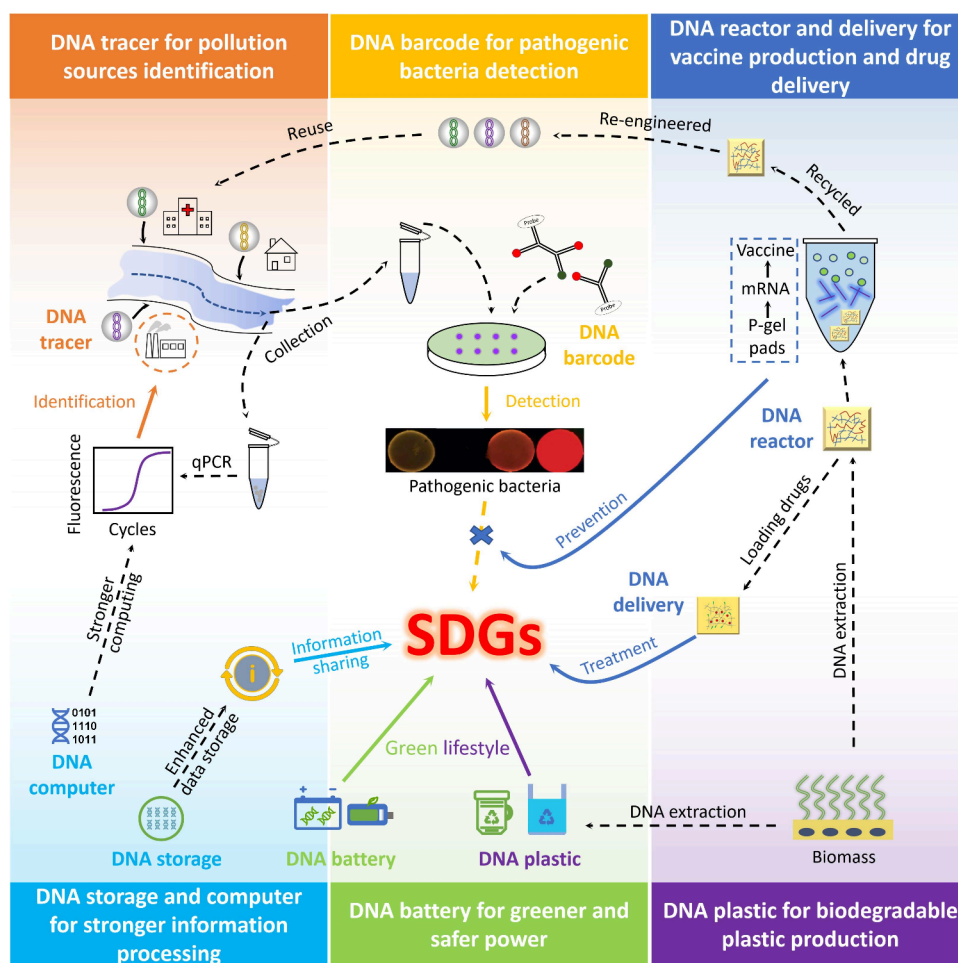 DNA tracer for pollution
sources identification
DNA barcode for pathogenic
bacteria detection
DNA reactor and delivery for
vaccine production and drug
delivery
Reuse
Re-engineered
Recycled
Probe
Probe
Vaccine
mRNA
P-gel
pads
DNA
tracer
Collection
DNA
barcode
Identification
Detection
DNA
reactor
Fluorescence
qPCR
Cycles
Pathogenic bacteria
Prevention
Loading drugs
DNA
delivery
Stronger
computing
SDGs
Information
sharing
Treatment
DNA extraction
i
0101
1110
1011
DNA
computer
Enhanced
data storage
Green lifestyle
+ −
DNA extraction
DNA storage
DNA battery
DNA plastic
Biomass
DNA storage and computer
for stronger information
processing
DNA battery for greener and
safer power
DNA plastic for biodegradable
plastic production